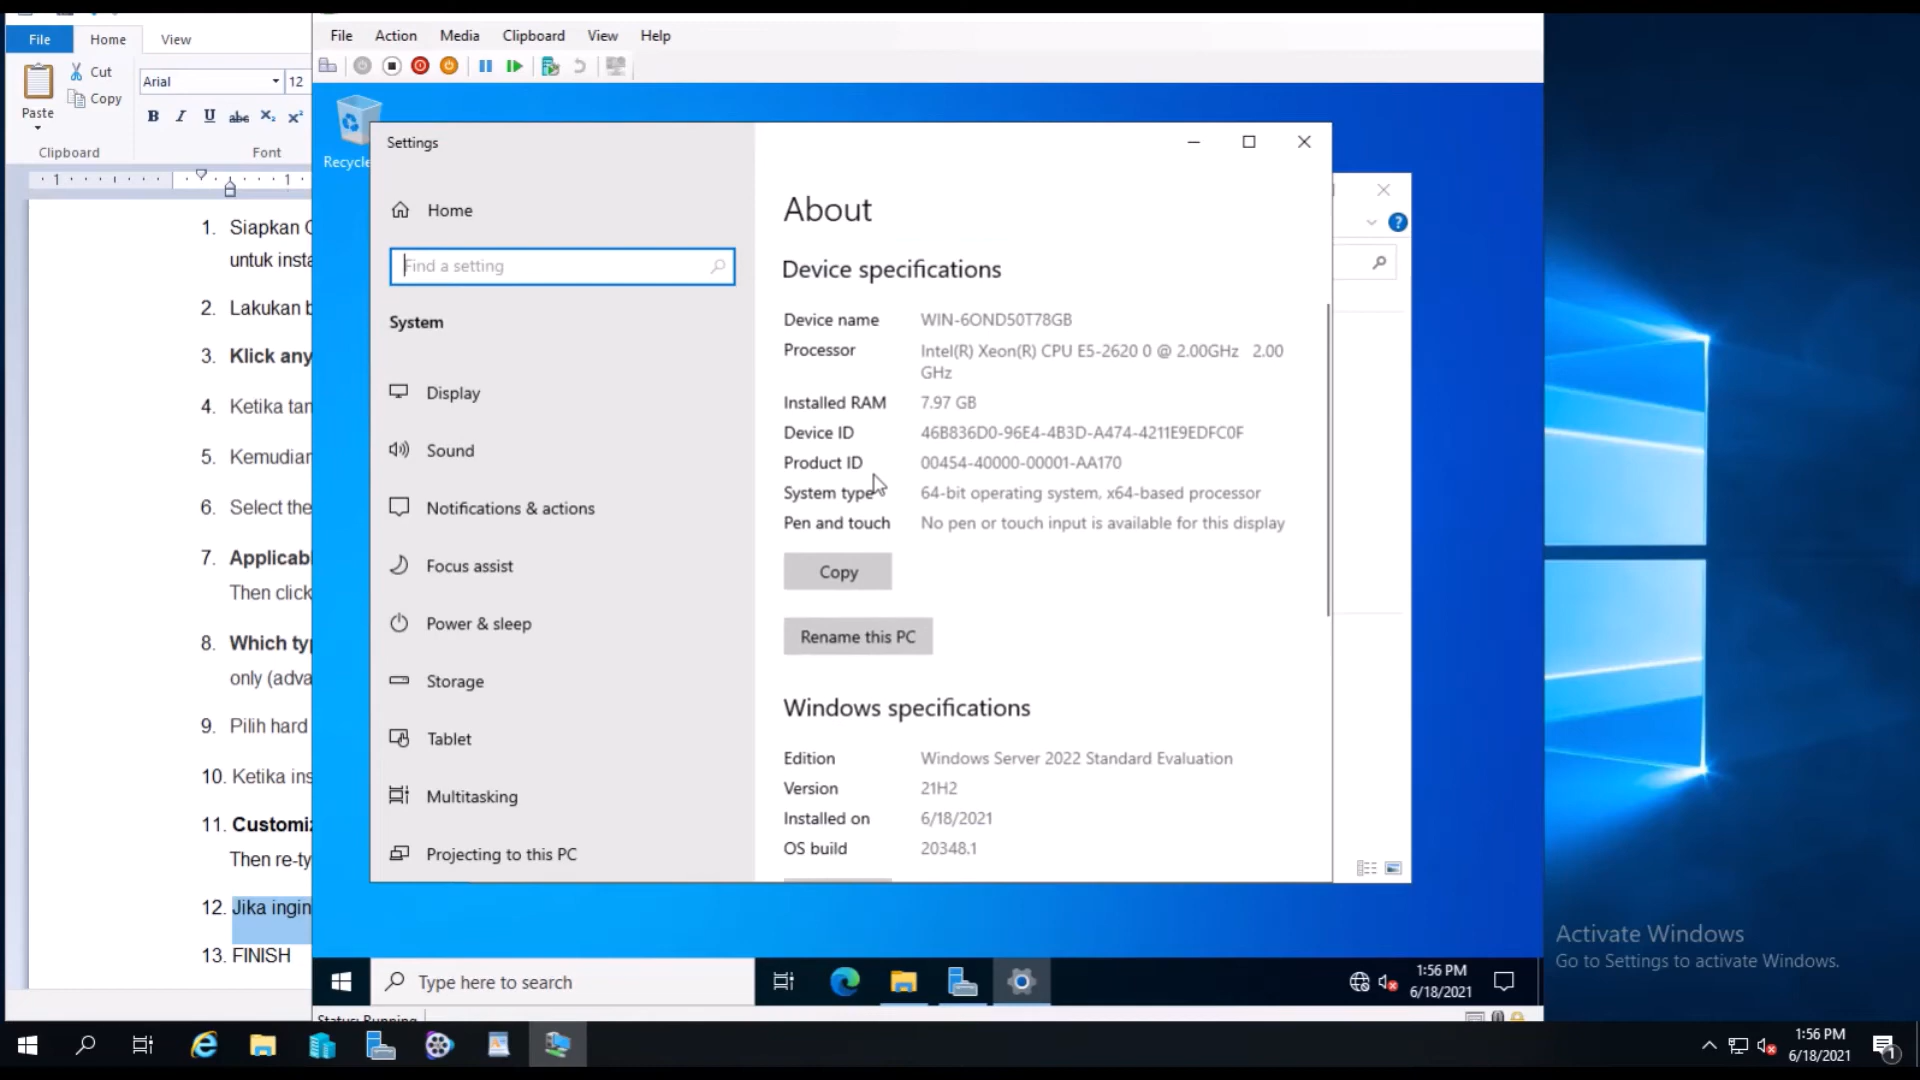 File
Home
View
Cut
Copy
Paste
Clipboard
Arial
12
B I U abc X₂ X²
Font
1 1
1. Siapkan
untuk insta
2. Lakukan
3. Klick any
4. Ketika
5. Kemudian
6. Select the
7.
Then click
8. Which
only (adva
9. Pilih hard
10. Ketika ins
11.
Then re-ty
12. Jika ingin
13. FINISH
File Action Media Clipboard View Help
Recycle
Settings
Home
Find a setting
System
Display
Sound
Notifications & actions
Focus assist
Power & sleep
Storage
Tablet
Multitasking
Projecting to this PC
About
Device specifications
Device name WIN-6OND50T78GB
Processor Intel(R) Xeon(R) CPU E5-2620 0 @ 2.00GHz 2.00
GHz
Installed RAM 7.97 GB
Device ID 46B836D0-96E4-4B3D-A474-4211E9EDFC0F
Product ID 00454-40000-00001-AA170
System type 64-bit operating system, x64-based processor
Pen and touch No pen or touch input is available for this display
Copy
Rename this PC
Windows specifications
Edition Windows Server 2022 Standard Evaluation
Version 21H2
Installed on 6/18/2021
OS build 20348.1
Type here to search
1:56 PM
6/18/2021
Status: Running
Activate Windows
Go to Settings to activate Windows.
1:56 PM
6/18/2021
1